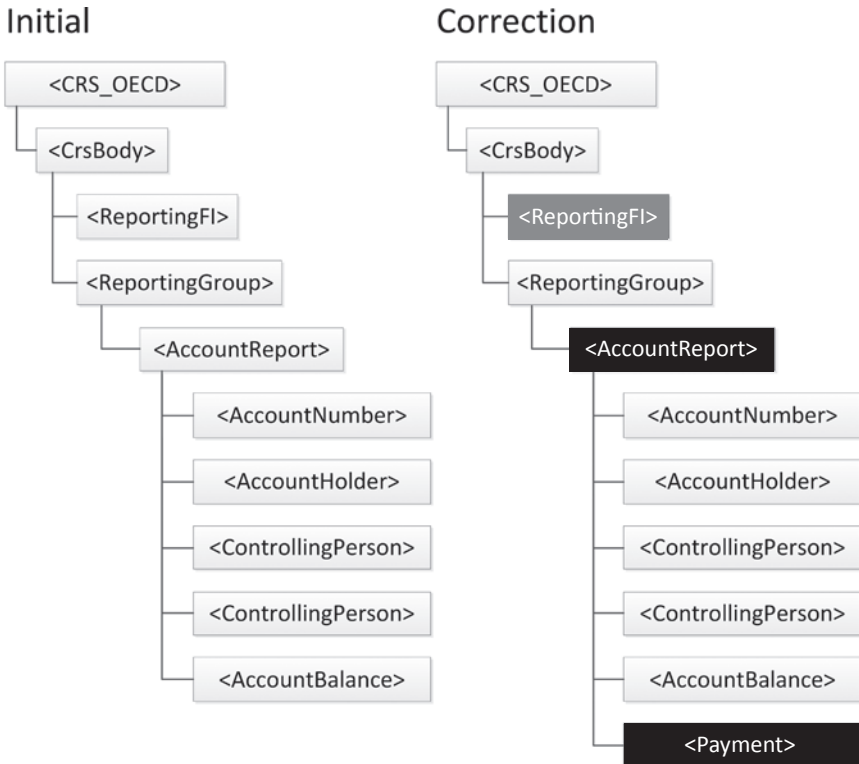 Initial
<CRS_OECD>
<CrsBody>
<ReportingFI>
<ReportingGroup>
<AccountReport>
<AccountNumber>
<AccountHolder>
<ControllingPerson>
<ControllingPerson>
<AccountBalance>
Correction
<CRS_OECD>
<CrsBody>
<ReportingFI>
<ReportingGroup>
<AccountReport>
<AccountNumber>
<AccountHolder>
<ControllingPerson>
<ControllingPerson>
<AccountBalance>
<Payment>